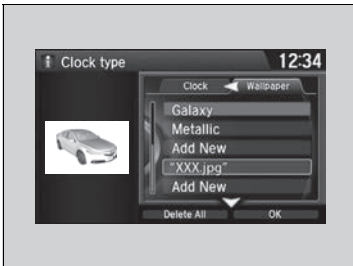 Clock type
12:34
Clock
Wallpaper
Galaxy
Metallic
Add New
"XXX.jpg"
Add New
Delete All
OK